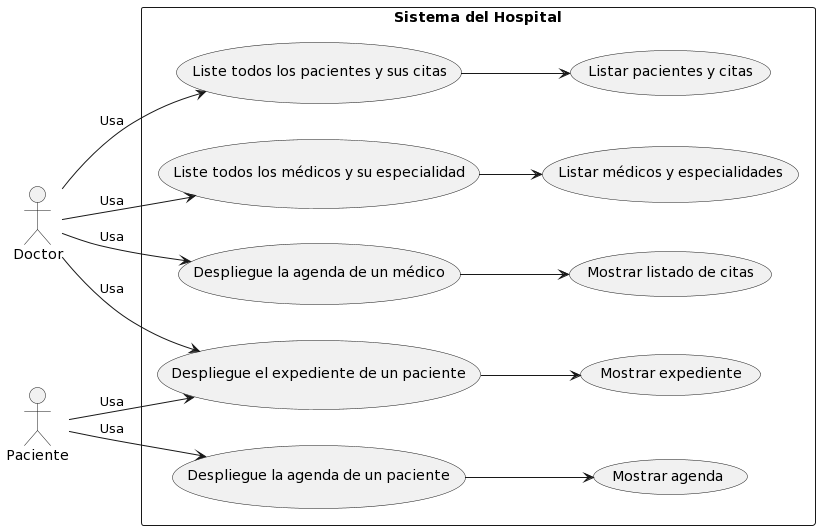 Sistema del Hospital
Liste todos los pacientes y sus citas
Listar pacientes y citas
Usa
Liste todos los médicos y su especialidad
Listar médicos y especialidades
Usa
Usa
Doctor
Despliegue la agenda de un médico
Mostrar listado de citas
Usa
Despliegue el expediente de un paciente
Mostrar expediente
Usa
Usa
Paciente
Despliegue la agenda de un paciente
Mostrar agenda